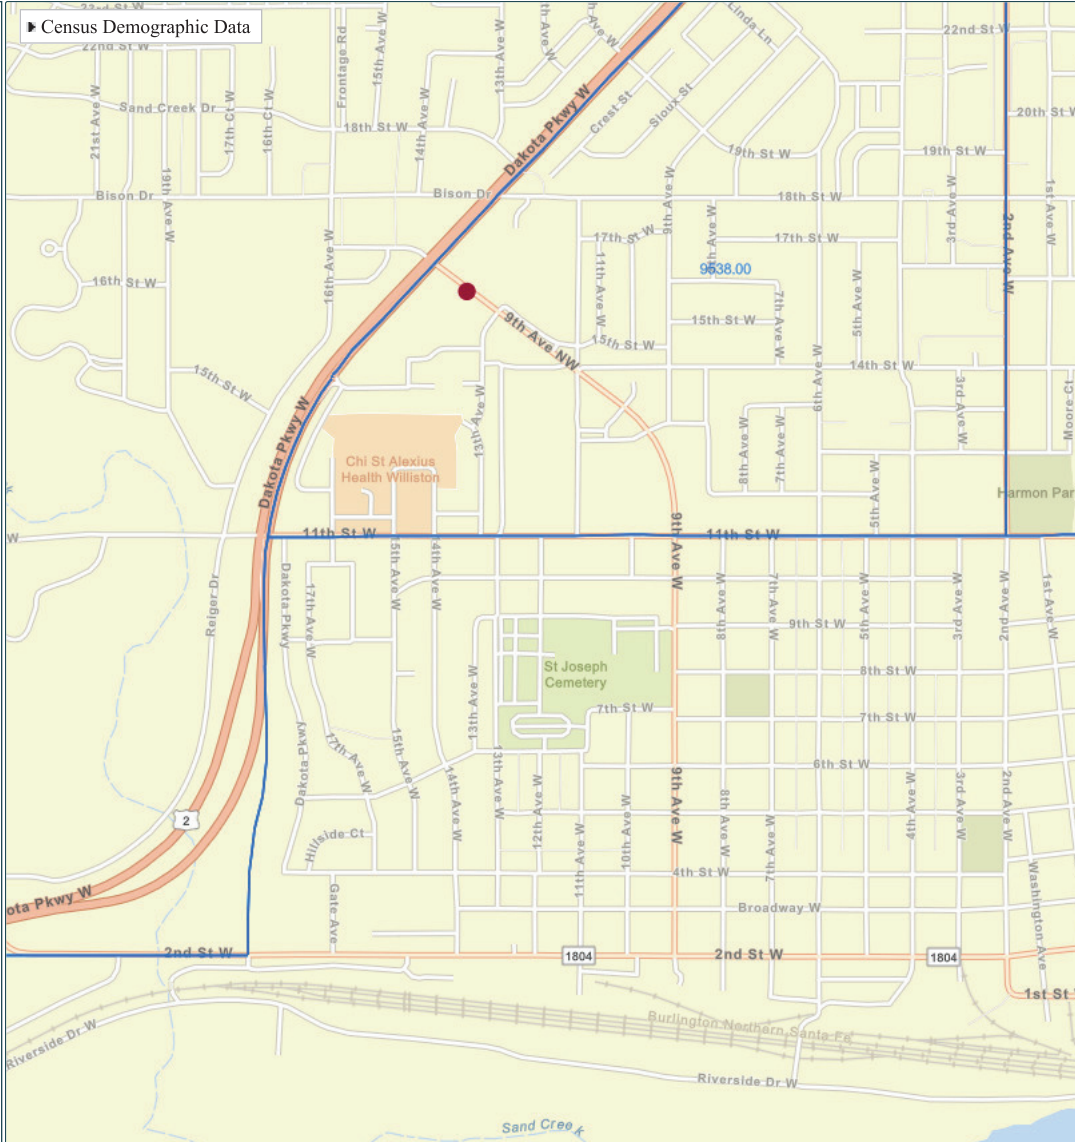 23rd St W
Census Demographic Data
22nd St W
Frontage Rd
15th Ave W
13th Ave W
Linda Ln
22nd St W
21st Ave W
Sand Creek Dr
17th Ct W
16th Ct W
14th Ave W
18th St W
Dakota Pkwy W
Crest St
Sioux St
20th St W
19th St W
19th St W
Bison Dr
Bison Dr
18th St W
19th Ave W
9th Ave W
3rd Ave W
1st Ave W
2nd Ave W
16th Ave W
17th St W
17th St W
11th Ave W
9638.00
16th St W
7th Ave W
5th Ave W
15th St W
9th Ave NW
15th St W
14th St W
15th St W
6th Ave W
3rd Ave W
Moore Ct
13th Ave W
Dakota Pkwy W
8th Ave W
7th Ave W
5th Ave W
Chi St Alexius
Health Williston
Harmon Par
W
11th St W
11th St W
9th Ave W
15th Ave W
14th Ave W
Reiger Dr
Dakota Pkwy
17th Ave W
8th Ave W
7th Ave W
5th Ave W
3rd Ave W
2nd Ave W
1st Ave W
9th St W
St Joseph
Cemetery
8th St W
13th Ave W
7th St W
7th St W
Dakota Pkwy
17th Ave W
15th Ave W
14th Ave W
13th Ave W
12th Ave W
6th St W
9th Ave W
8th Ave W
4th Ave W
3rd Ave W
2nd Ave W
2
Hillside Ct
11th Ave W
10th Ave W
7th Ave W
4th St W
ota Pkwy W
Gate Ave
Broadway W
Washington Ave
2nd St W
1804
2nd St W
1804
1st St
Burlington Northern Santa Fe
Riverside Dr W
Riverside Dr W
Sand Creek